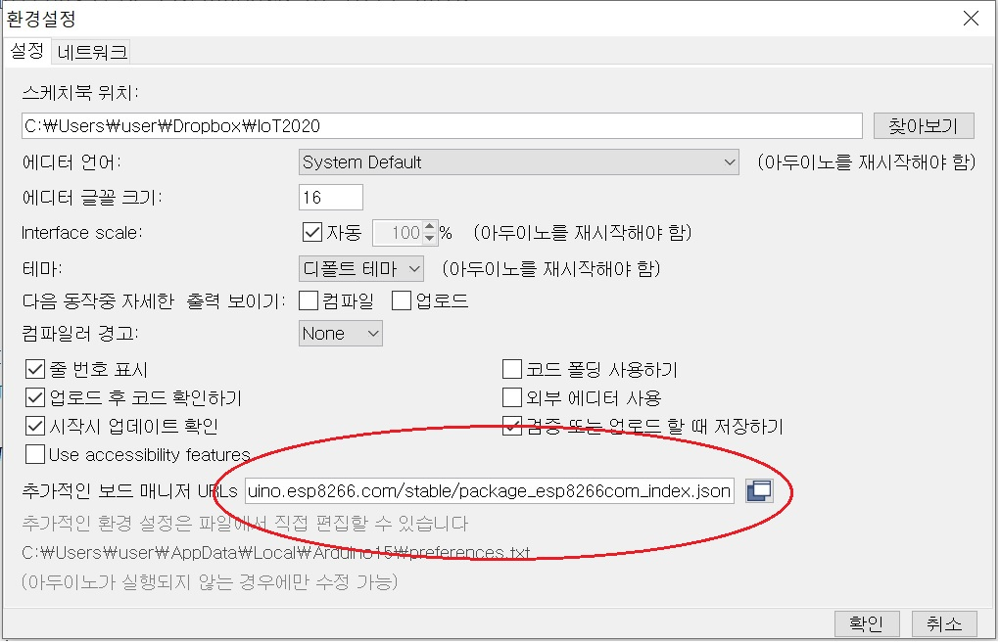 환경설정
설정 네트워크
스케치북 위치:
C:₩Users₩user₩Dropbox₩IoT2020 찾아보기
에디터 언어: System Default (아두이노를 재시작해야 함)
에디터 글꼴 크기: 16
Interface scale: 자동 100 % (아두이노를 재시작해야 함)
테마: 디폴트 테마 (아두이노를 재시작해야 함)
다음 동작중 자세한 출력 보이기: 컴파일 업로드
컴파일러 경고: None
줄 번호 표시 코드 폴딩 사용하기
업로드 후 코드 확인하기 외부 에디터 사용
시작시 업데이트 확인 검증 또는 업로드 할 때 저장하기
Use accessibility features
추가적인 보드 매니저 URLs uino.esp8266.com/stable/package_esp8266com_index.json
추가적인 환경 설정은 파일에서 직접 편집할 수 있습니다
C:₩Users₩user₩AppData₩Local₩Arduino15₩preferences.txt
(아두이노가 실행되지 않는 경우에만 수정 가능)
확인 취소